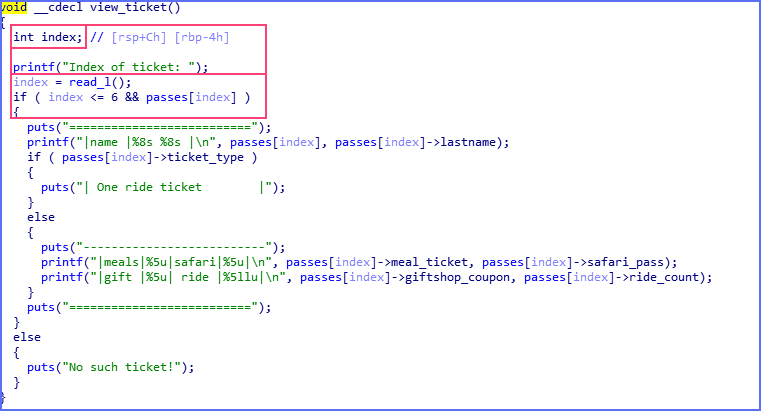 void __cdecl view_ticket()
{
  int index; // [rsp+Ch] [rbp-4h]
  printf("Index of ticket: ");
  index = read_l();
  if ( index <= 6 && passes[index] )
  {
    puts("==========================");
    printf("|name |%8s %8s |\n", passes[index], passes[index]->lastname);
    if ( passes[index]->ticket_type )
    {
      puts("| One ride ticket        |");
    }
    else
    {
      puts("--------------------------");
      printf("|meals|%5u|safari|%5u|\n", passes[index]->meal_ticket, passes[index]->safari_pass);
      printf("|gift |%5u| ride |%5llu|\n", passes[index]->giftshop_coupon, passes[index]->ride_count);
    }
    puts("==========================");
  }
  else
  {
    puts("No such ticket!");
  }
}